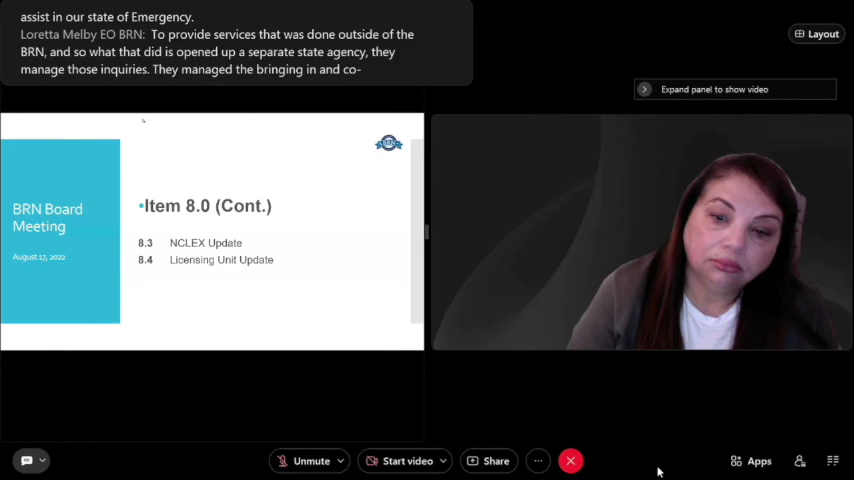 assist in our state of Emergency.
Loretta Melby EO BRN: To provide services that was done outside of the
BRN, and so what that did is opened up a separate state agency, they
manage those inquiries. They managed the bringing in and co-
Layout
Expand panel to show video
BRN
BRN Board
Meeting
August 17, 2022
•Item 8.0 (Cont.)
8.3 NCLEX Update
8.4 Licensing Unit Update
Unmute
Start video
Share
Apps